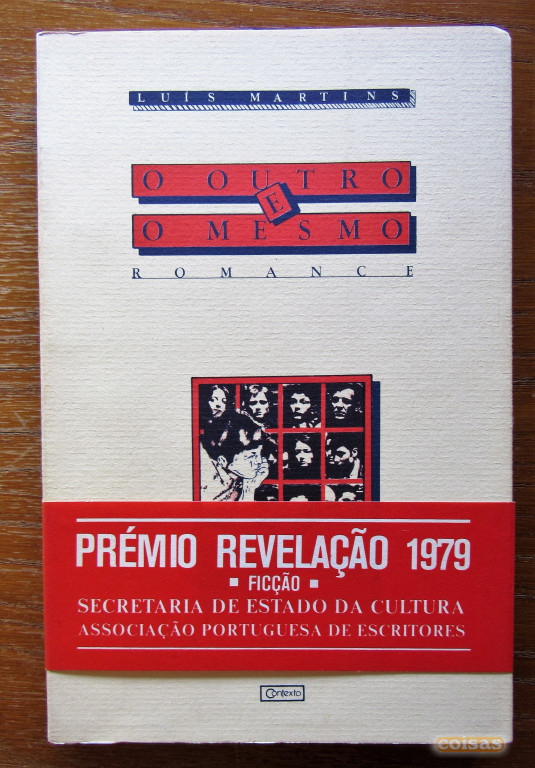 LUÍS MARTINS
O OUTRO
E
O MESMO
ROMANCE
PRÉMIO REVELAÇÃO 1979
▪ FICÇÃO ▪
SECRETARIA DE ESTADO DA CULTURA
ASSOCIAÇÃO PORTUGUESA DE ESCRITORES
Contexto
coisas